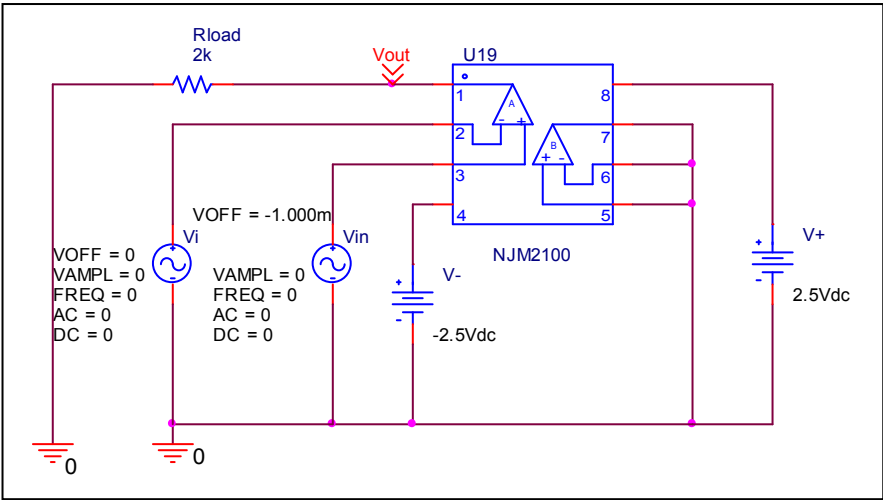 Rload
2k
Vout
U19
1
2
3
4
A
- +
B
+ -
8
7
6
5
NJM2100
VOFF = -1.000m
Vi
VOFF = 0
VAMPL = 0
FREQ = 0
AC = 0
DC = 0
+
-
Vin
VAMPL = 0
FREQ = 0
AC = 0
DC = 0
+
-
V-
+
-
-2.5Vdc
V+
+
-
2.5Vdc
0
0